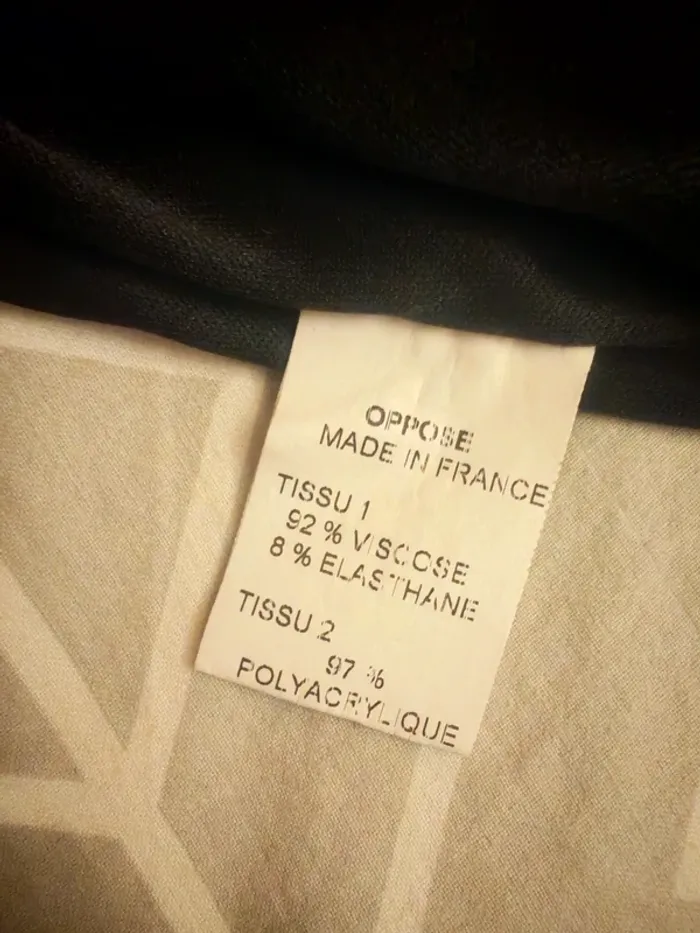 OPPOSE
MADE IN FRANCE
TISSU 1
92 % VISCOSE
8 % ELASTHANE
TISSU 2
97 %
POLYACRYLIQUE